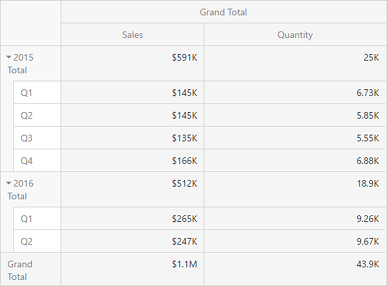 Grand Total
Sales Quantity
2015 Total $591K 25K
Q1 $145K 6.73K
Q2 $145K 5.85K
Q3 $135K 5.55K
Q4 $166K 6.88K
2016 Total $512K 18.9K
Q1 $265K 9.26K
Q2 $247K 9.67K
Grand Total $1.1M 43.9K